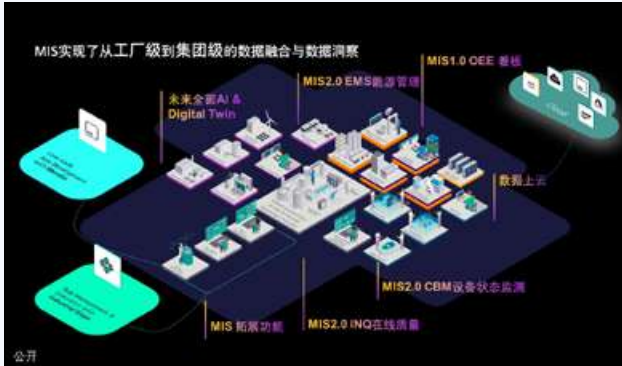 MIS实现了从工厂级到集团级的数据融合与数据洞察
MIS1.0 OEE 看板
MIS2.0 EMS能源管理
未来全面AI &
Digital Twin
数据上云
MIS2.0 CBM设备状态监测
MIS2.0 INQ在线质量
MIS 拓展功能
公开